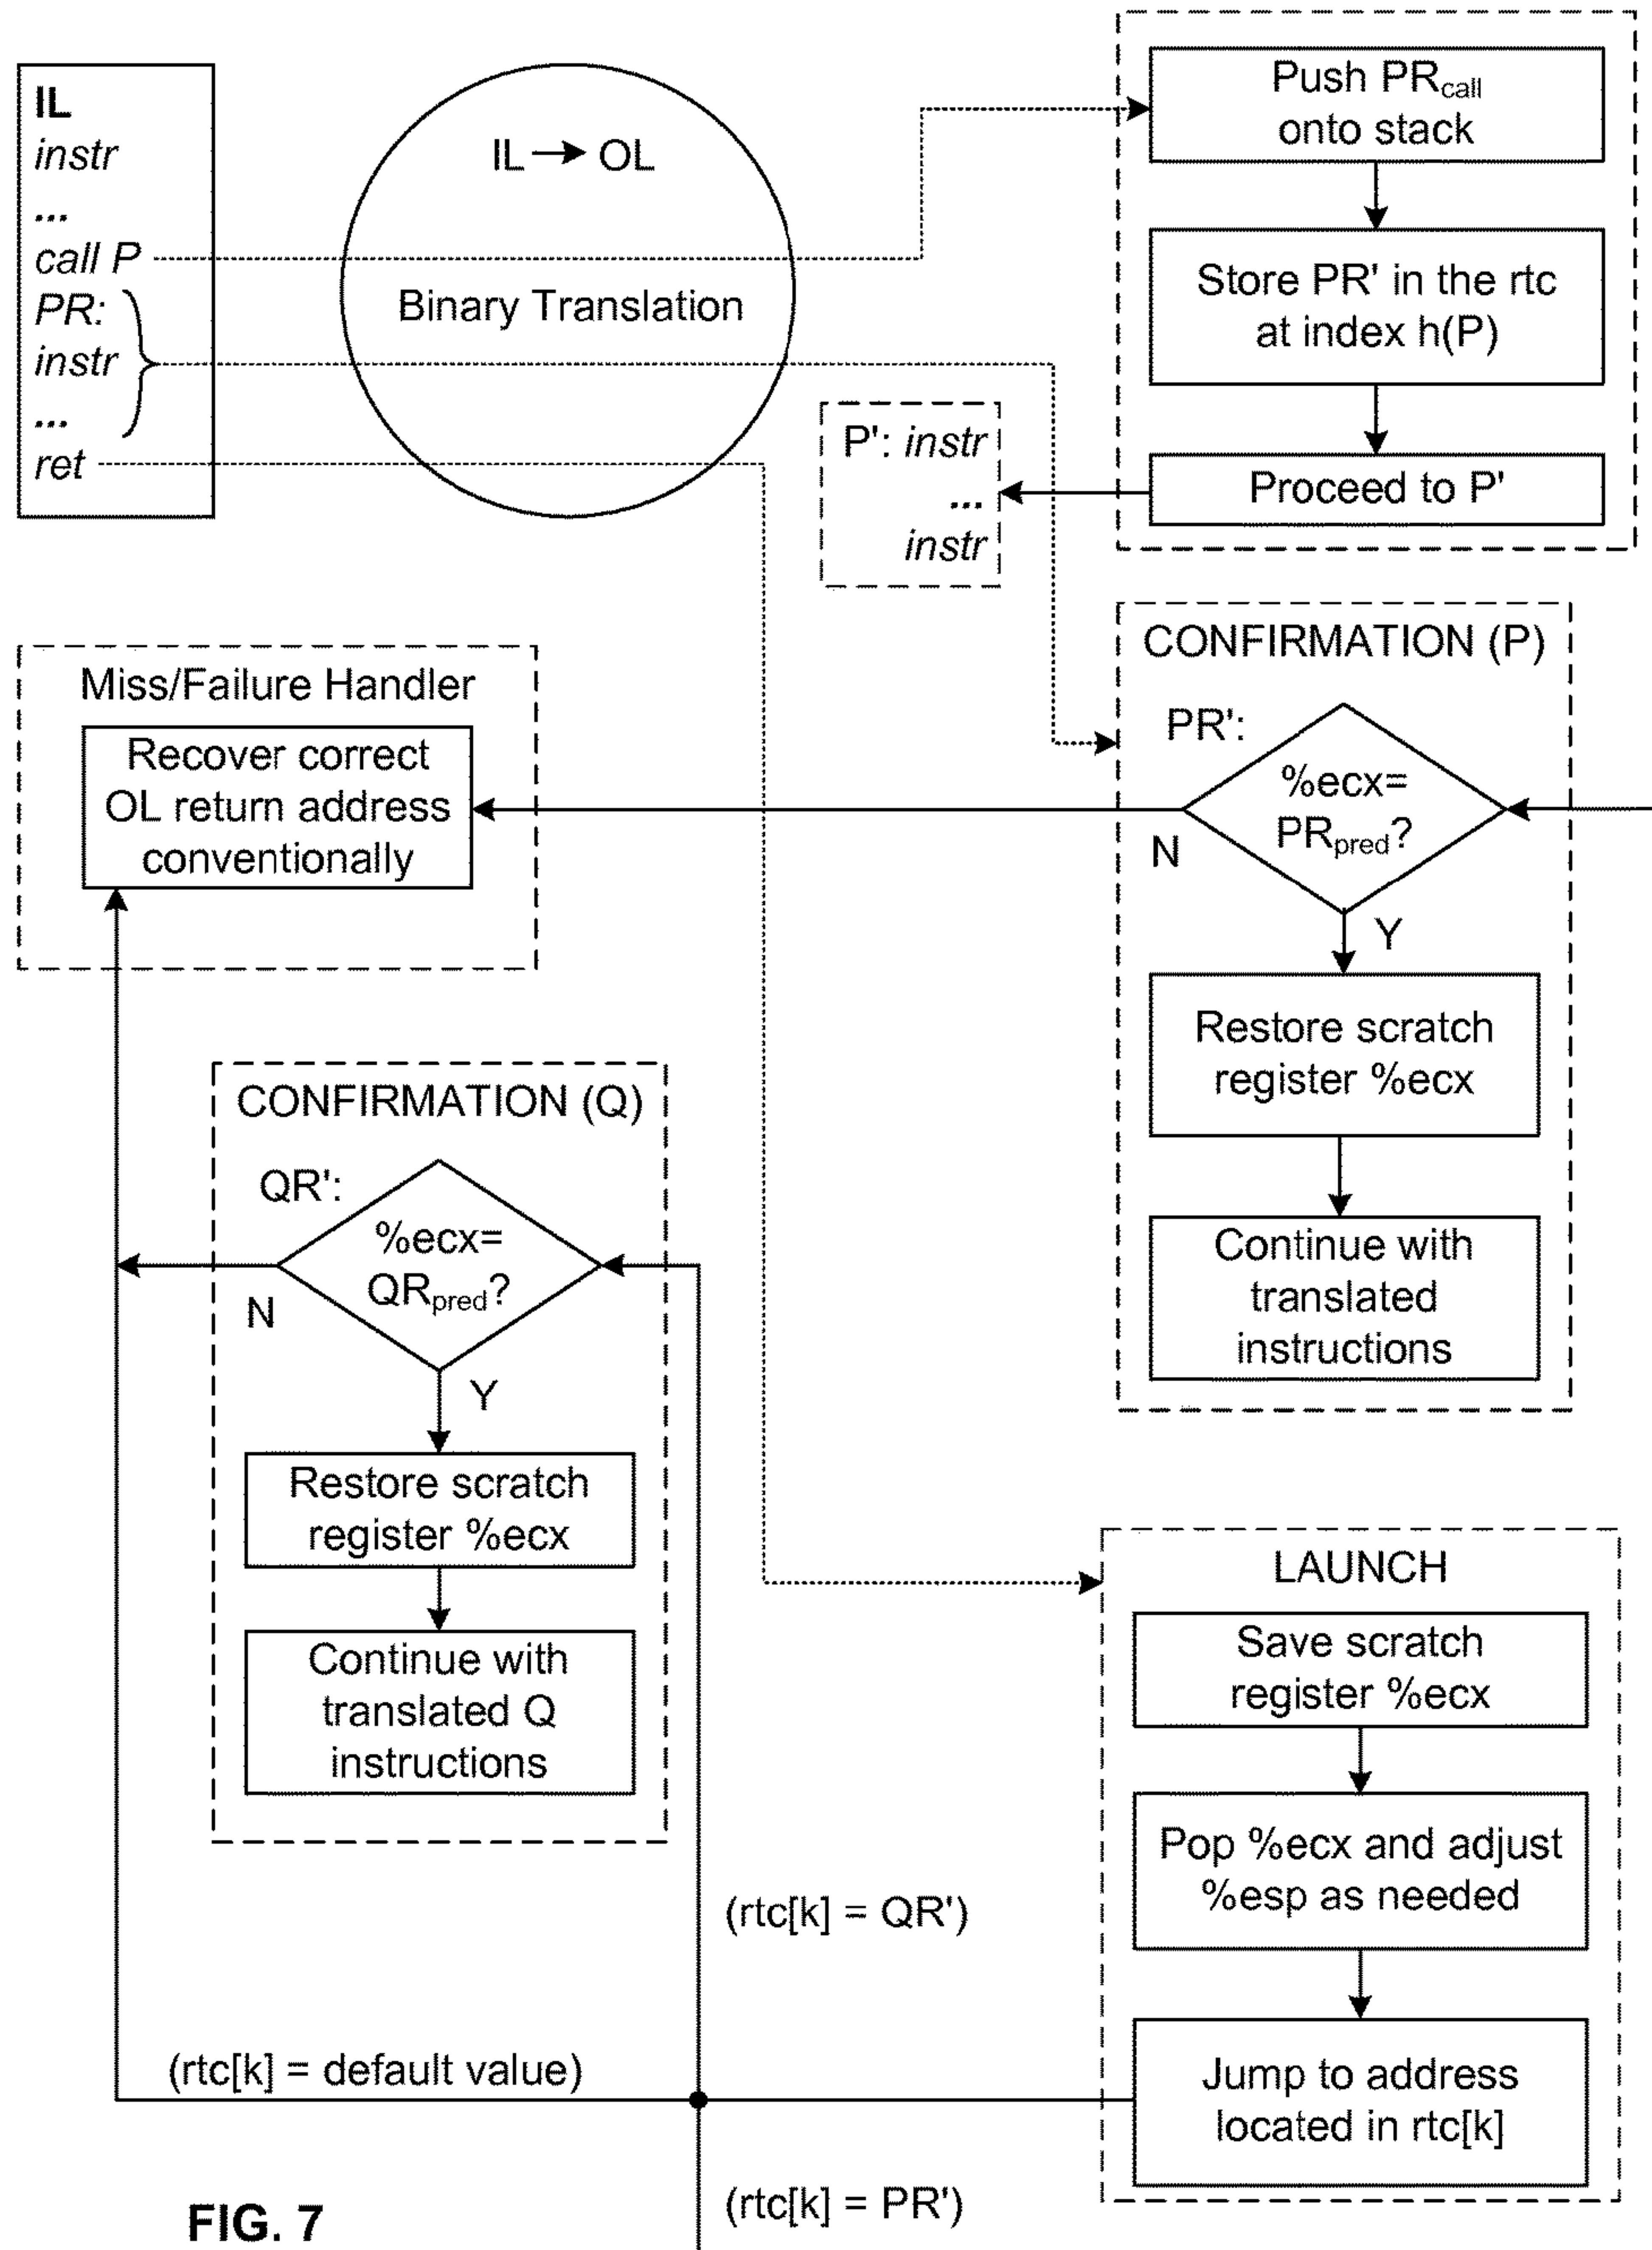 IL
instr
...
call P
PR:
instr
...
ret
IL → OL
Binary Translation
Push PRcall
onto stack
Store PR' in the rtc
at index h(P)
Proceed to P'
P': instr
...
instr
CONFIRMATION (P)
PR':
%ecx=
PRpred?
N
Y
Restore scratch
register %ecx
Continue with
translated
instructions
Miss/Failure Handler
Recover correct
OL return address
conventionally
CONFIRMATION (Q)
QR':
%ecx=
QRpred?
N
Y
Restore scratch
register %ecx
Continue with
translated Q
instructions
LAUNCH
Save scratch
register %ecx
Pop %ecx and adjust
%esp as needed
Jump to address
located in rtc[k]
(rtc[k] = QR')
(rtc[k] = default value)
(rtc[k] = PR')
FIG. 7